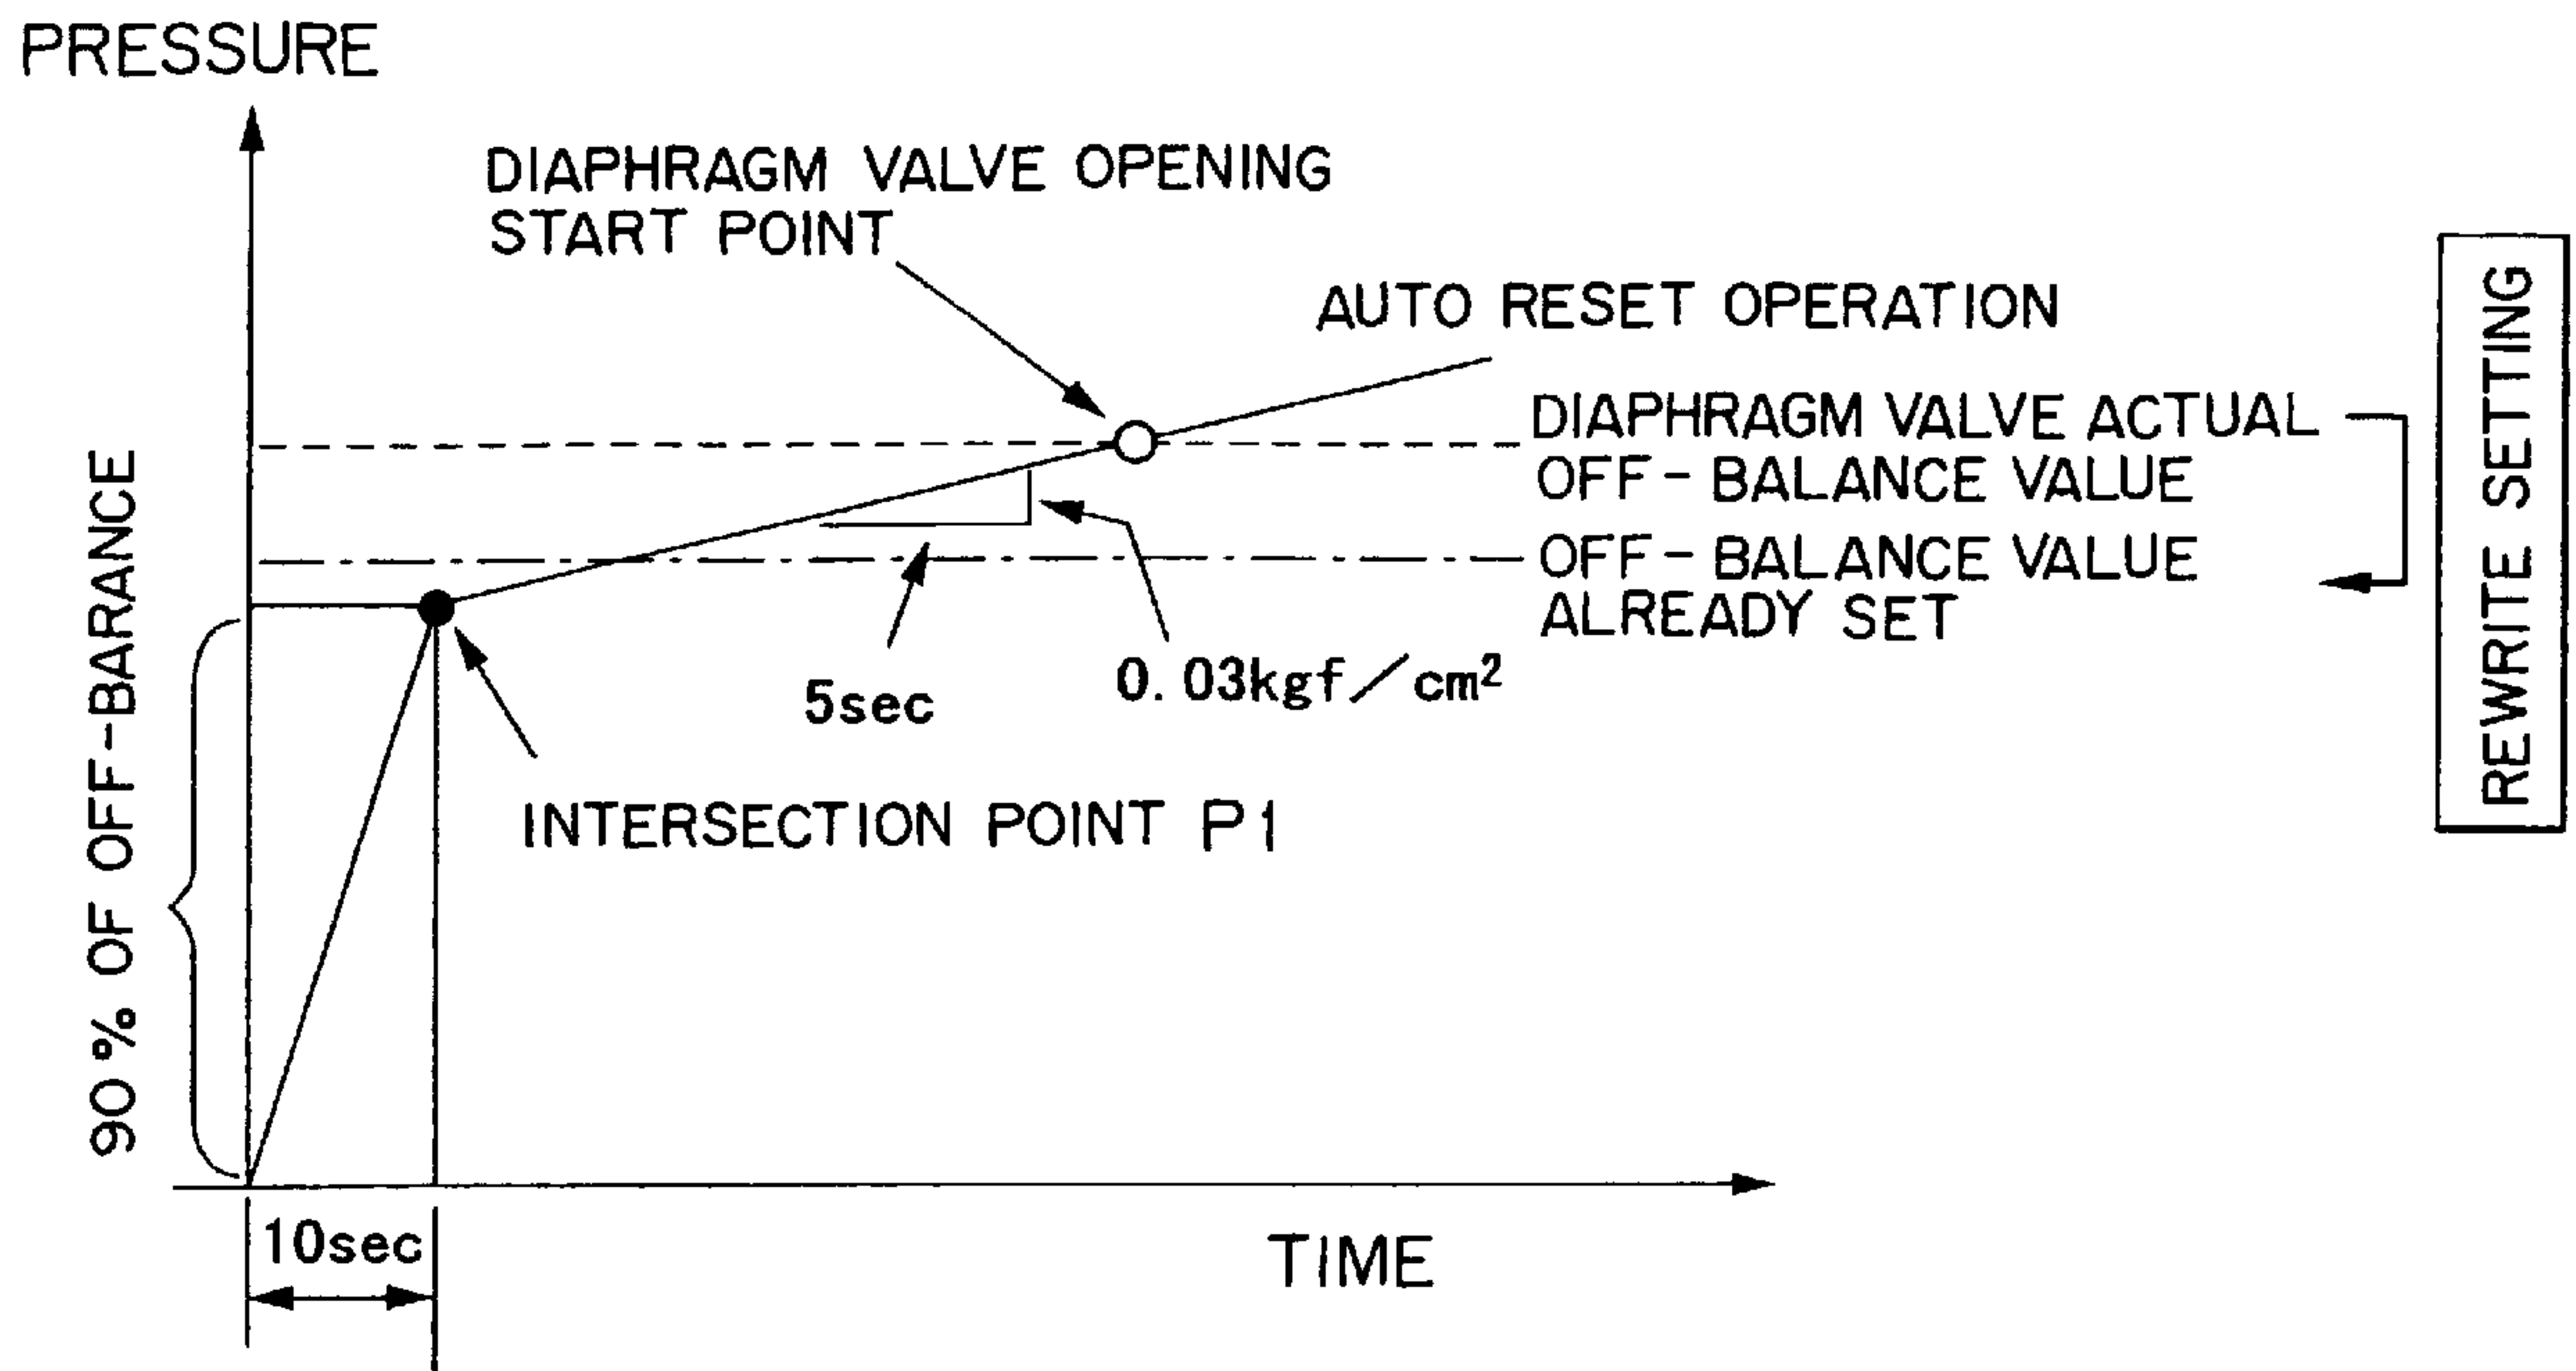 PRESSURE
DIAPHRAGM VALVE OPENING
START POINT
AUTO RESET OPERATION
DIAPHRAGM VALVE ACTUAL
OFF-BALANCE VALUE
OFF-BALANCE VALUE
ALREADY SET
REWRITE SETTING
90% OF OFF-BARANCE
5sec
0.03kgf/cm²
INTERSECTION POINT P1
10sec
TIME